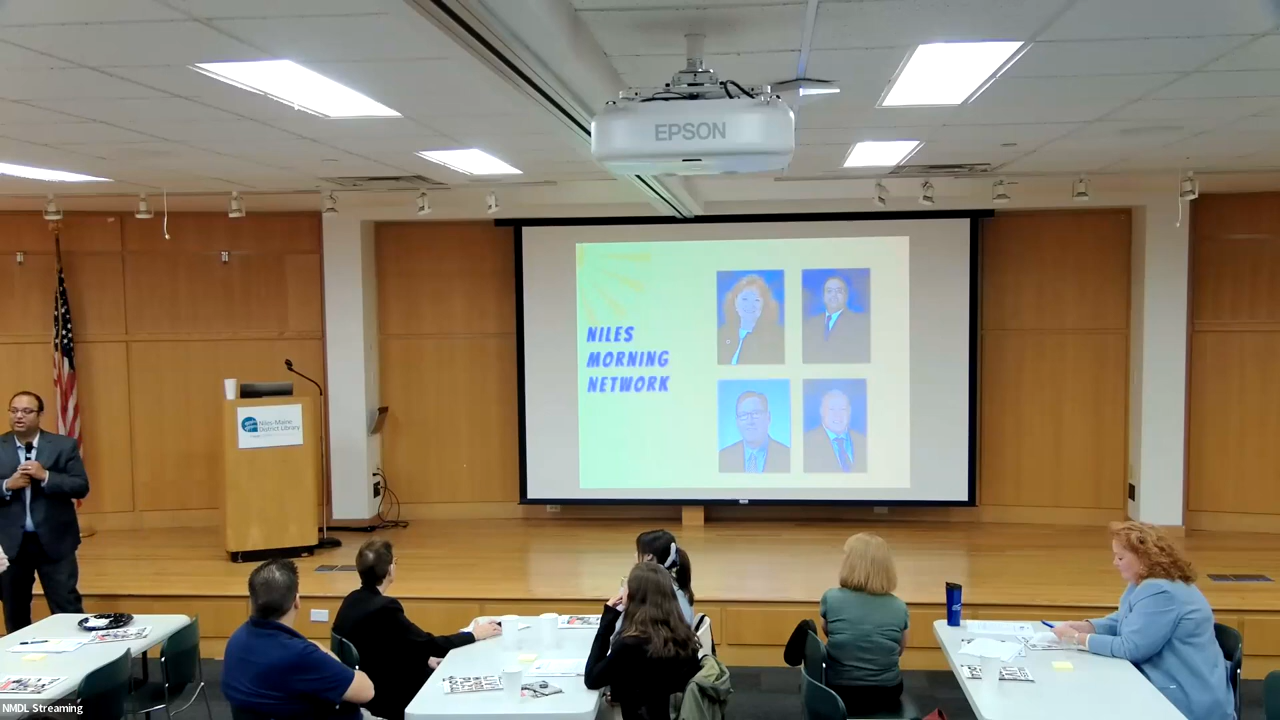 EPSON
NILES
MORNING
NETWORK
Niles-Maine
District Library
NMDL Streaming